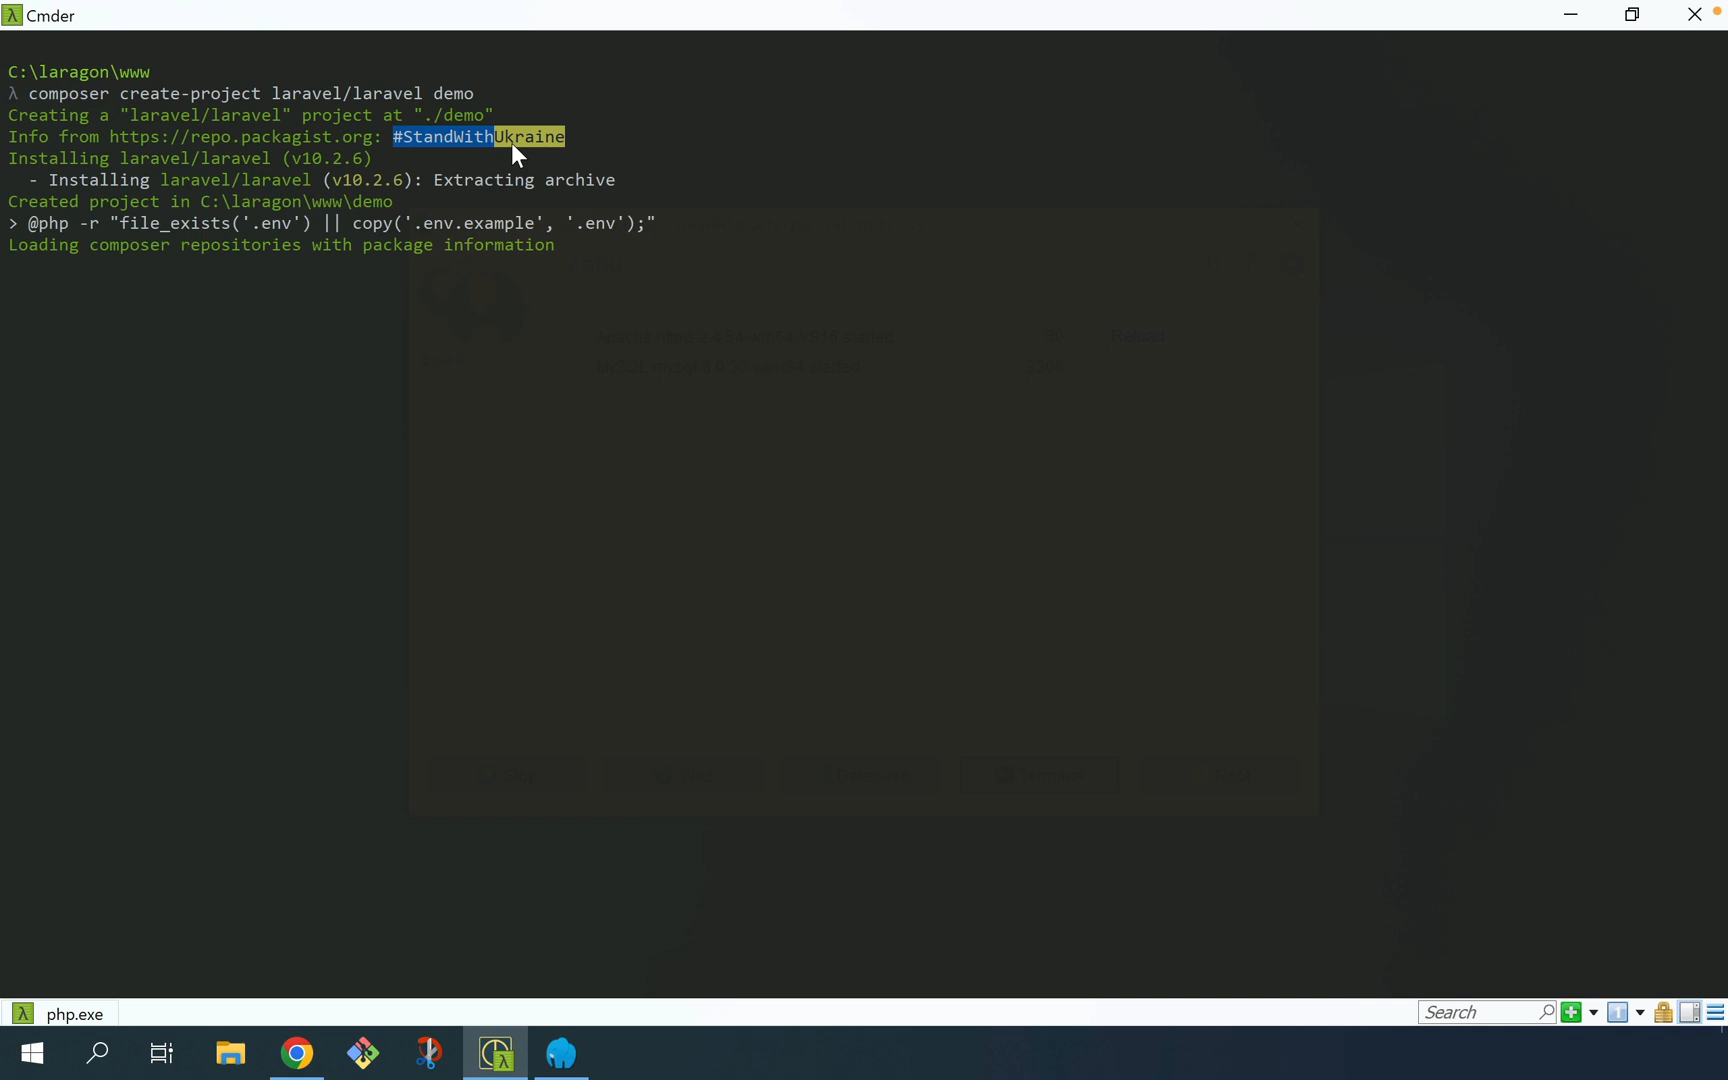 Cmder
C:\laragon\www
λ composer create-project laravel/laravel demo
Creating a "laravel/laravel" project at "./demo"
Info from https://repo.packagist.org: #StandWithUkraine
Installing laravel/laravel (v10.2.6)
- Installing laravel/laravel (v10.2.6): Extracting archive
Created project in C:\laragon\www\demo
> @php -r "file_exists('.env') || copy('.env.example', '.env');"
Loading composer repositories with package information
Reload
Terminal
php.exe
Search
1